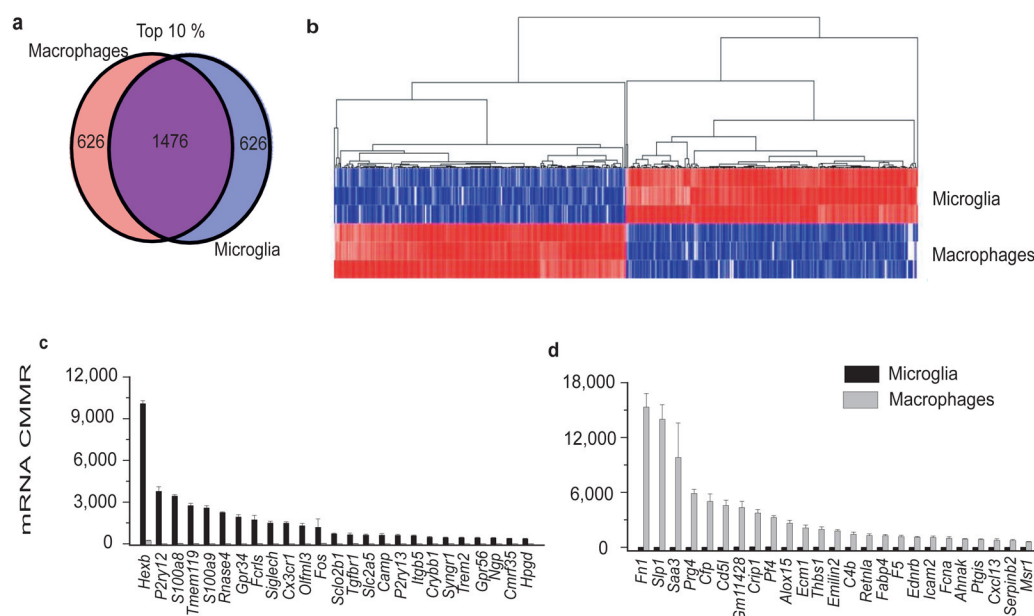 a
Top 10 %
Macrophages
626
1476
626
Microglia
b
Microglia
Macrophages
c
mRNA CMMR
12,000
9,000
6,000
3,000
0
Hexb
P2ry12
S100a8
Tmem119
S100a9
Rnase4
Gpr34
Fcrls
Siglech
Cx3cr1
Olfml3
Fos
Sclo2b1
Tgfbr1
Slc2a5
Camp
P2ry13
Itgb5
Crybb1
Syngr1
Trem2
Gpr56
Ngp
Cmrf35
Hpgd
d
Microglia
Macrophages
18,000
12,000
6,000
0
Fn1
Slp1
Saa3
Prg4
Cfp
Cd5l
Gm11428
Crip1
Pf4
Alox15
Ecm1
Thbs1
Emilin2
C4b
Retnla
Fabp4
F5
Ednrb
Icam2
Fcna
Ahnak
Ptgis
Cxcl13
Serpinb2
Msr1